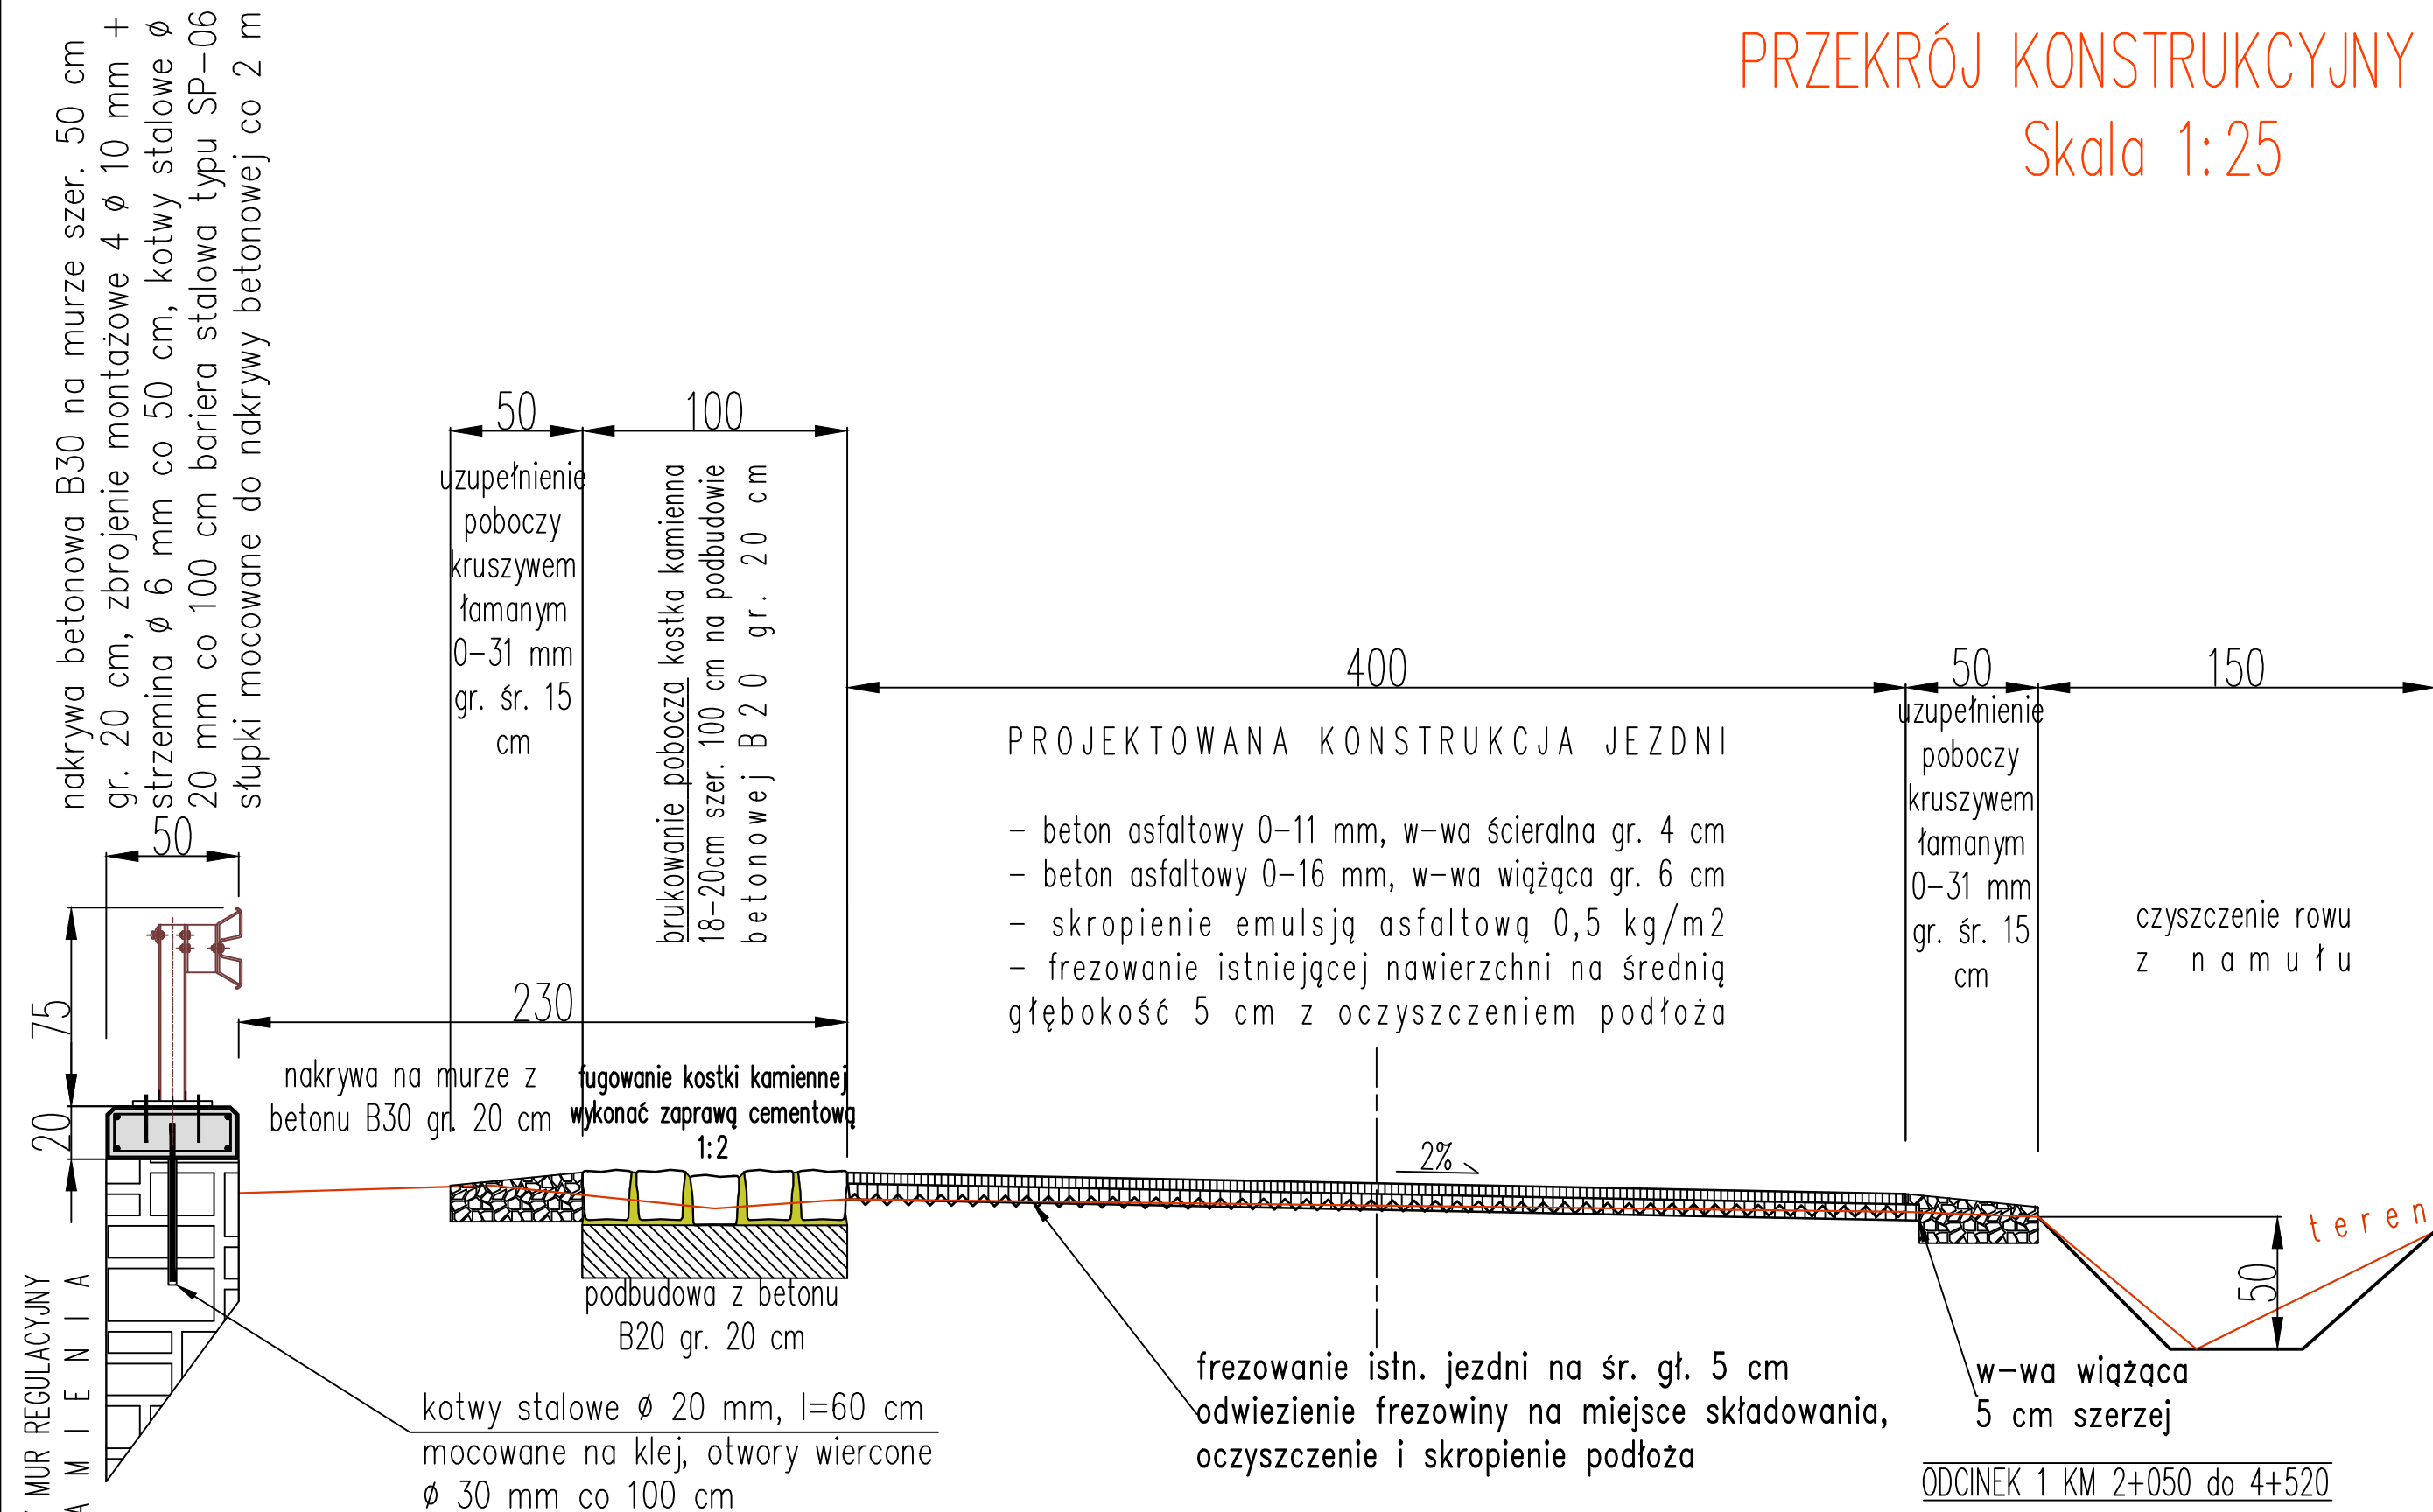 PRZEKRÓJ KONSTRUKCYJNY
Skala 1:25
nakrywa betonowa B30 na murze szer. 50 cm
gr. 20 cm, zbrojenie montażowe 4 ø 10 mm +
strzemina ø 6 mm co 50 cm, kotwy stalowe ø
20 mm co 100 cm bariera stalowa typu SP-06
słupki mocowane do nakrywy betonowej co 2 m
50
100
uzupełnienie
poboczy
kruszywem
łamanym
0-31 mm
gr. śr. 15
cm
brukowanie pobocza kostka kamienna
18-20cm szer. 100 cm na podbudowie
betonowej B20 gr. 20 cm
400
50
150
PROJEKTOWANA KONSTRUKCJA JEZDNI
- beton asfaltowy 0-11 mm, w-wa ścieralna gr. 4 cm
- beton asfaltowy 0-16 mm, w-wa wiążąca gr. 6 cm
- skropienie emulsją asfaltową 0,5 kg/m2
- frezowanie istniejącej nawierzchni na średnią
głębokość 5 cm z oczyszczeniem podłoża
uzupełnienie
poboczy
kruszywem
łamanym
0-31 mm
gr. śr. 15
cm
czyszczenie rowu
z namułu
50
75
20
230
nakrywa na murze z
betonu B30 gr. 20 cm
fugowanie kostki kamiennej
wykonać zaprawą cementową
1:2
2%
teren
50
podbudowa z betonu
B20 gr. 20 cm
MUR REGULACYJNY
AMIENIA
kotwy stalowe ø 20 mm, l=60 cm
mocowane na klej, otwory wiercone
ø 30 mm co 100 cm
frezowanie istn. jezdni na śr. gł. 5 cm
odwiezienie frezowiny na miejsce składowania,
oczyszczenie i skropienie podłoża
w-wa wiążąca
5 cm szerzej
ODCINEK 1 KM 2+050 do 4+520